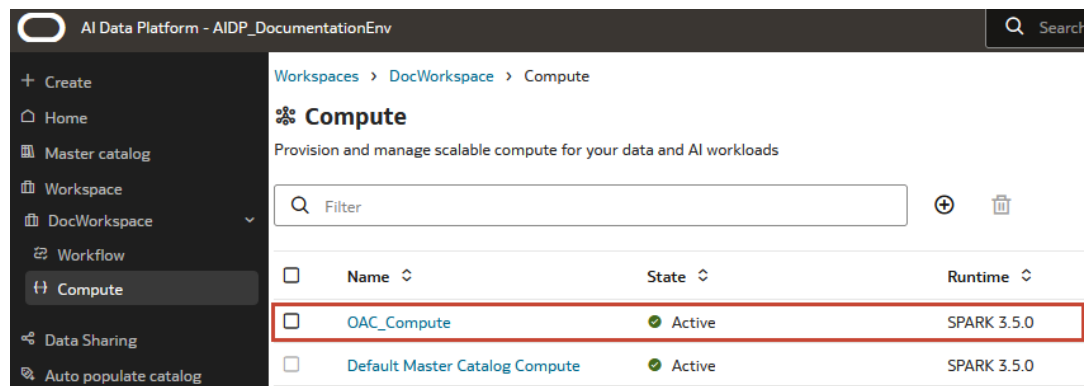 AI Data Platform - AIDP_DocumentationEnv
Search
Create
Home
Master catalog
Workspace
DocWorkspace
Workflow
Compute
Data Sharing
Auto populate catalog
Workspaces > DocWorkspace > Compute
Compute
Provision and manage scalable compute for your data and AI workloads
Filter
Name State Runtime
OAC_Compute Active SPARK 3.5.0
Default Master Catalog Compute Active SPARK 3.5.0